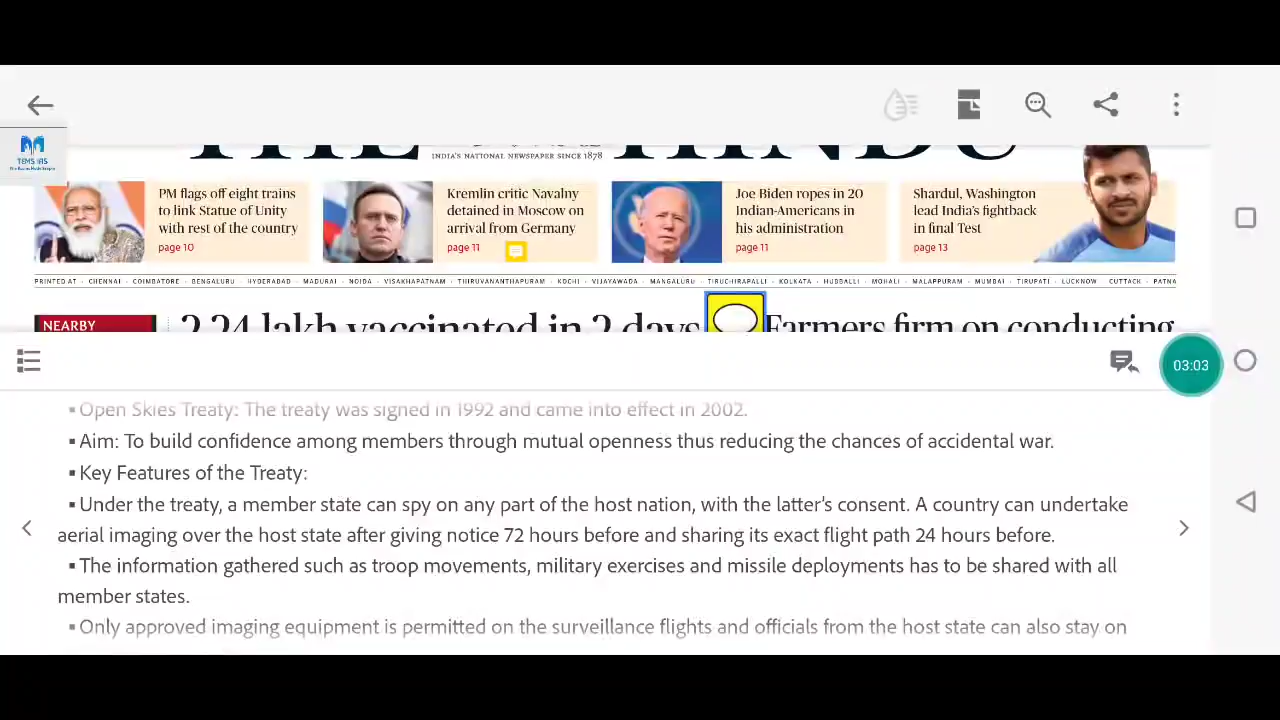 THE HINDU
INDIA'S NATIONAL NEWSPAPER SINCE 1878
TEMS IAS
PM flags off eight trains
to link Statue of Unity
with rest of the country
page 10
Kremlin critic Navalny
detained in Moscow on
arrival from Germany
page 11
Joe Biden ropes in 20
Indian-Americans in
his administration
page 11
Shardul, Washington
lead India's fightback
in final Test
page 13
PRINTED AT • CHENNAI • COIMBATORE • BENGALURU • HYDERABAD • MADURAI • NOIDA • VISAKHAPATNAM • THIRUVANANTHAPURAM • KOCHI • VIJAYAWADA • MANGALURU • TIRUCHIRAPALLI • KOLKATA • HUBBALLI • MOHALI • MALAPPURAM • MUMBAI • TIRUPATI • LUCKNOW • CUTTACK • PATNA
NEARBY
2.24 lakh vaccinated in 2 days
Farmers firm on conducting
03:03
▪ Open Skies Treaty: The treaty was signed in 1992 and came into effect in 2002.
▪ Aim: To build confidence among members through mutual openness thus reducing the chances of accidental war.
▪ Key Features of the Treaty:
▪ Under the treaty, a member state can spy on any part of the host nation, with the latter's consent. A country can undertake
aerial imaging over the host state after giving notice 72 hours before and sharing its exact flight path 24 hours before.
▪ The information gathered such as troop movements, military exercises and missile deployments has to be shared with all
member states.
▪ Only approved imaging equipment is permitted on the surveillance flights and officials from the host state can also stay on